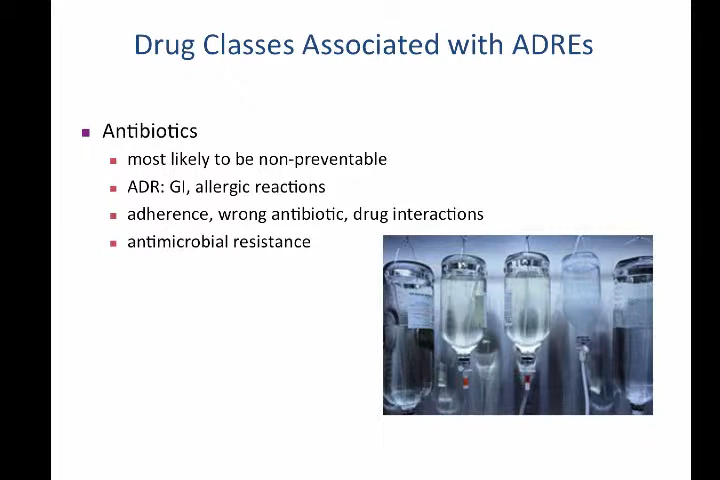 Drug Classes Associated with ADREs
Antibiotics
most likely to be non-preventable
ADR: GI, allergic reactions
adherence, wrong antibiotic, drug interactions
antimicrobial resistance